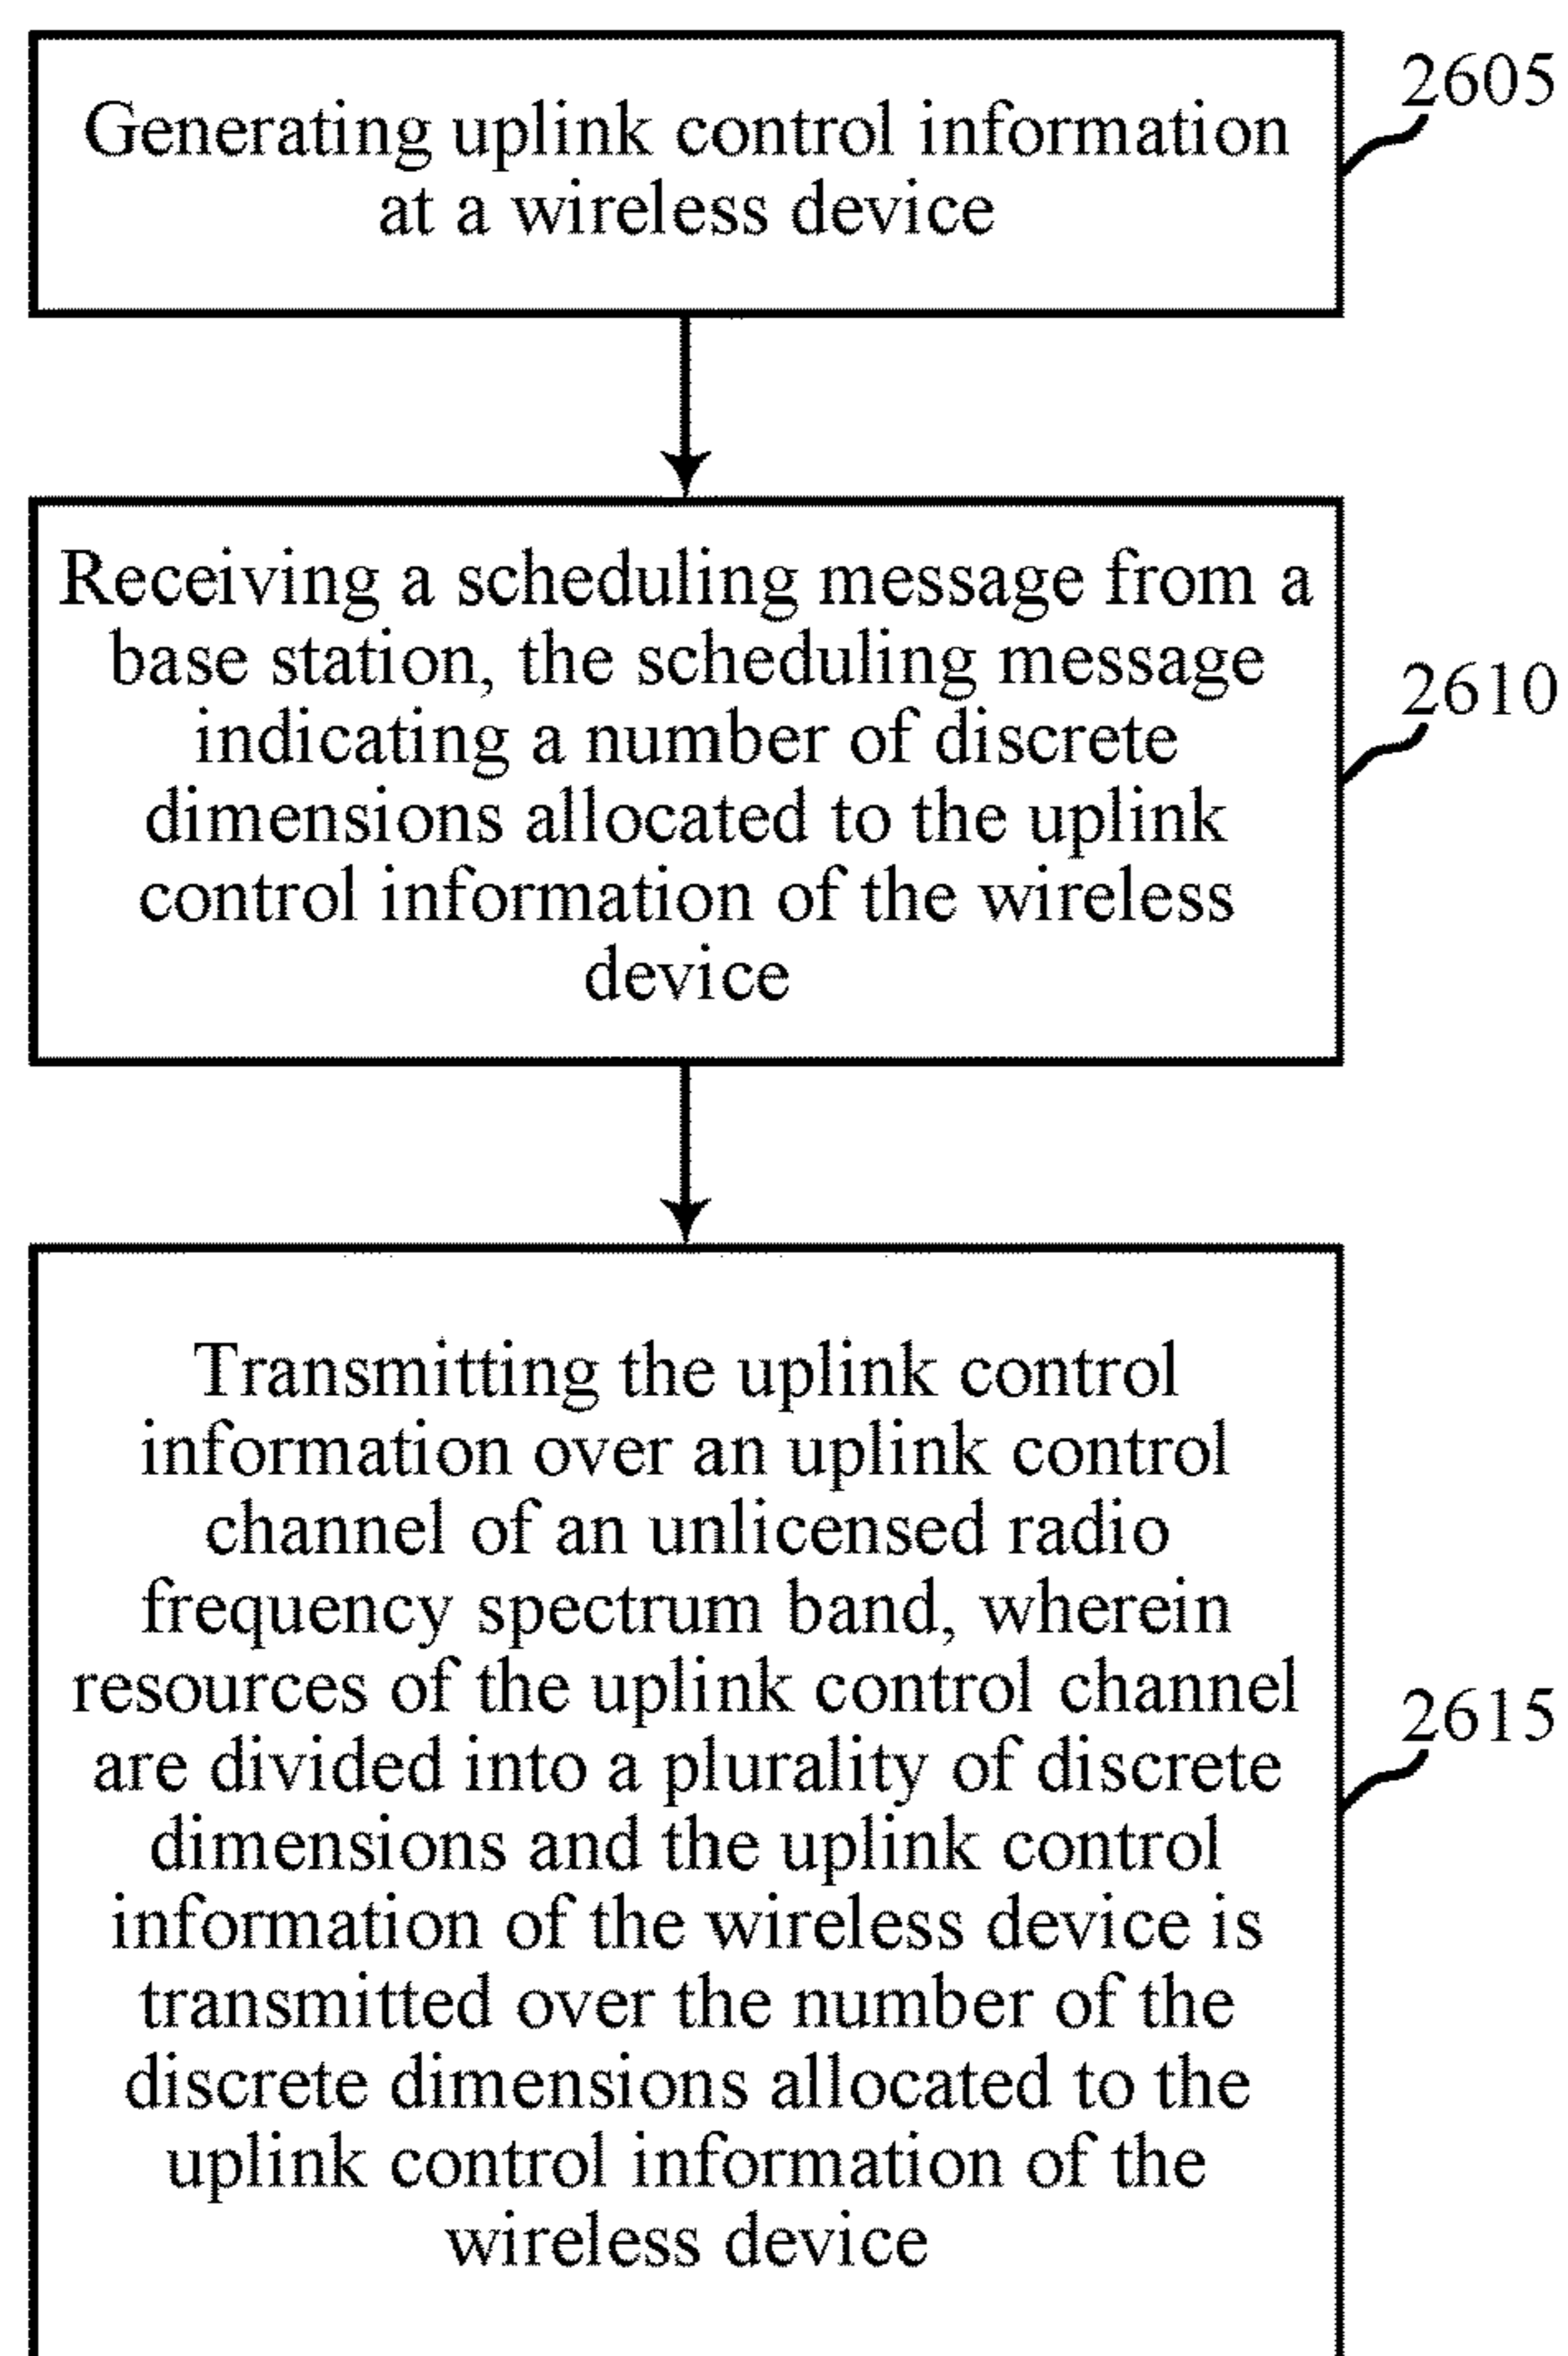 Generating uplink control information
at a wireless device
2605
Receiving a scheduling message from a
base station, the scheduling message
indicating a number of discrete
dimensions allocated to the uplink
control information of the wireless
device
2610
Transmitting the uplink control
information over an uplink control
channel of an unlicensed radio
frequency spectrum band, wherein
resources of the uplink control channel
are divided into a plurality of discrete
dimensions and the uplink control
information of the wireless device is
transmitted over the number of the
discrete dimensions allocated to the
uplink control information of the
wireless device
2615